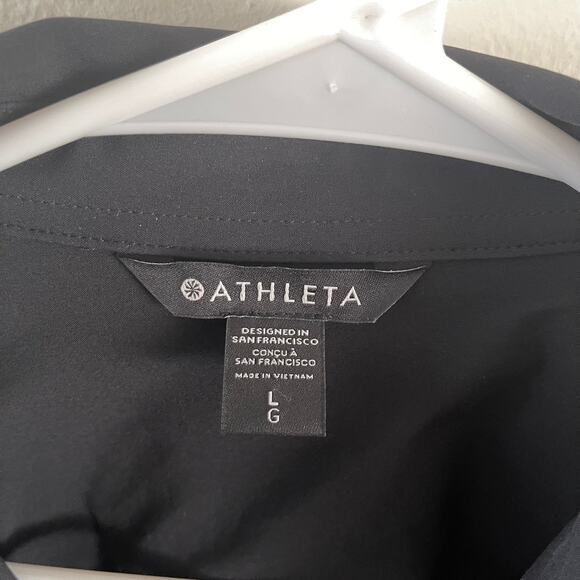 ATHLETA
DESIGNED IN
SAN FRANCISCO
CONÇU À
SAN FRANCISCO
MADE IN VIETNAM
L
G